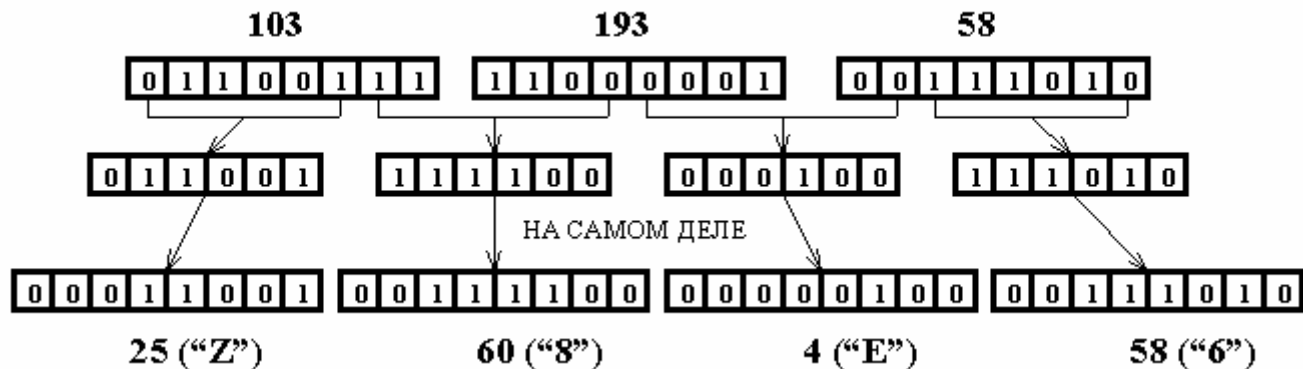 103 193 58
0 1 1 0 0 1 1 1 1 1 0 0 0 0 0 1 0 0 1 1 1 0 1 0
0 1 1 0 0 1 1 1 1 1 0 0 0 0 0 1 0 0 1 1 1 0 1 0
НА САМОМ ДЕЛЕ
0 0 0 1 1 0 0 1 0 0 1 1 1 1 0 0 0 0 0 0 0 1 0 0 0 0 1 1 1 0 1 0
25 (“Z”) 60 (“8”) 4 (“E”) 58 (“6”)